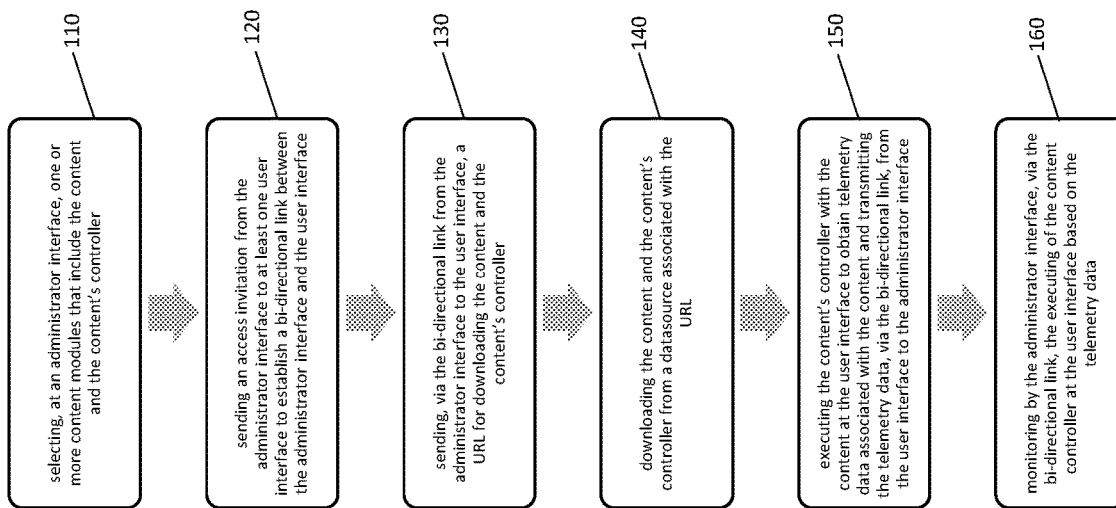 110
selecting, at an administrator interface, one or
more content modules that include the content
and the content's controller
120
sending an access invitation from the
administrator interface to at least one user
interface to establish a bi-directional link between
the administrator interface and the user interface
130
sending, via the bi-directional link from the
administrator interface to the user interface, a
URL for downloading the content and the
content's controller
140
downloading the content and the content's
controller from a datasource associated with the
URL
150
executing the content's controller with the
content at the user interface to obtain telemetry
data associated with the content and transmitting
the telemetry data, via the bi-directional link, from
the user interface to the administrator interface
160
monitoring by the administrator interface, via the
bi-directional link, the executing of the content
controller at the user interface based on the
telemetry data